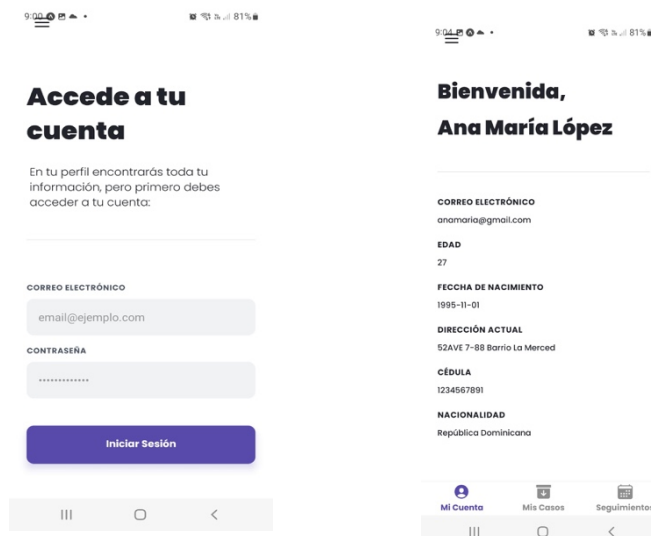 9:00
81%
Accede a tu
cuenta
En tu perfil encontrarás toda tu
información, pero primero debes
acceder a tu cuenta:
CORREO ELECTRÓNICO
email@ejemplo.com
CONTRASEÑA
Iniciar Sesión
9:04
81%
Bienvenida,
Ana María López
CORREO ELECTRÓNICO
anamaria@gmail.com
EDAD
27
FECCHA DE NACIMIENTO
1995-11-01
DIRECCIÓN ACTUAL
52AVE 7-88 Barrio La Merced
CÉDULA
1234567891
NACIONALIDAD
República Dominicana
Mi Cuenta
Mis Casos
Seguimientos